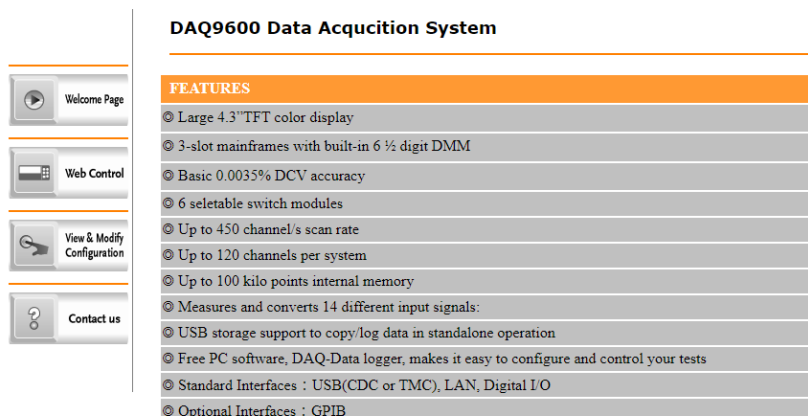 DAQ9600 Data Acqucition System
Welcome Page
Web Control
View & Modify
Configuration
Contact us
FEATURES
◎ Large 4.3"TFT color display
◎ 3-slot mainframes with built-in 6 ½ digit DMM
◎ Basic 0.0035% DCV accuracy
◎ 6 seletable switch modules
◎ Up to 450 channel/s scan rate
◎ Up to 120 channels per system
◎ Up to 100 kilo points internal memory
◎ Measures and converts 14 different input signals:
◎ USB storage support to copy/log data in standalone operation
◎ Free PC software, DAQ-Data logger, makes it easy to configure and control your tests
◎ Standard Interfaces：USB(CDC or TMC), LAN, Digital I/O
◎ Optional Interfaces：GPIB